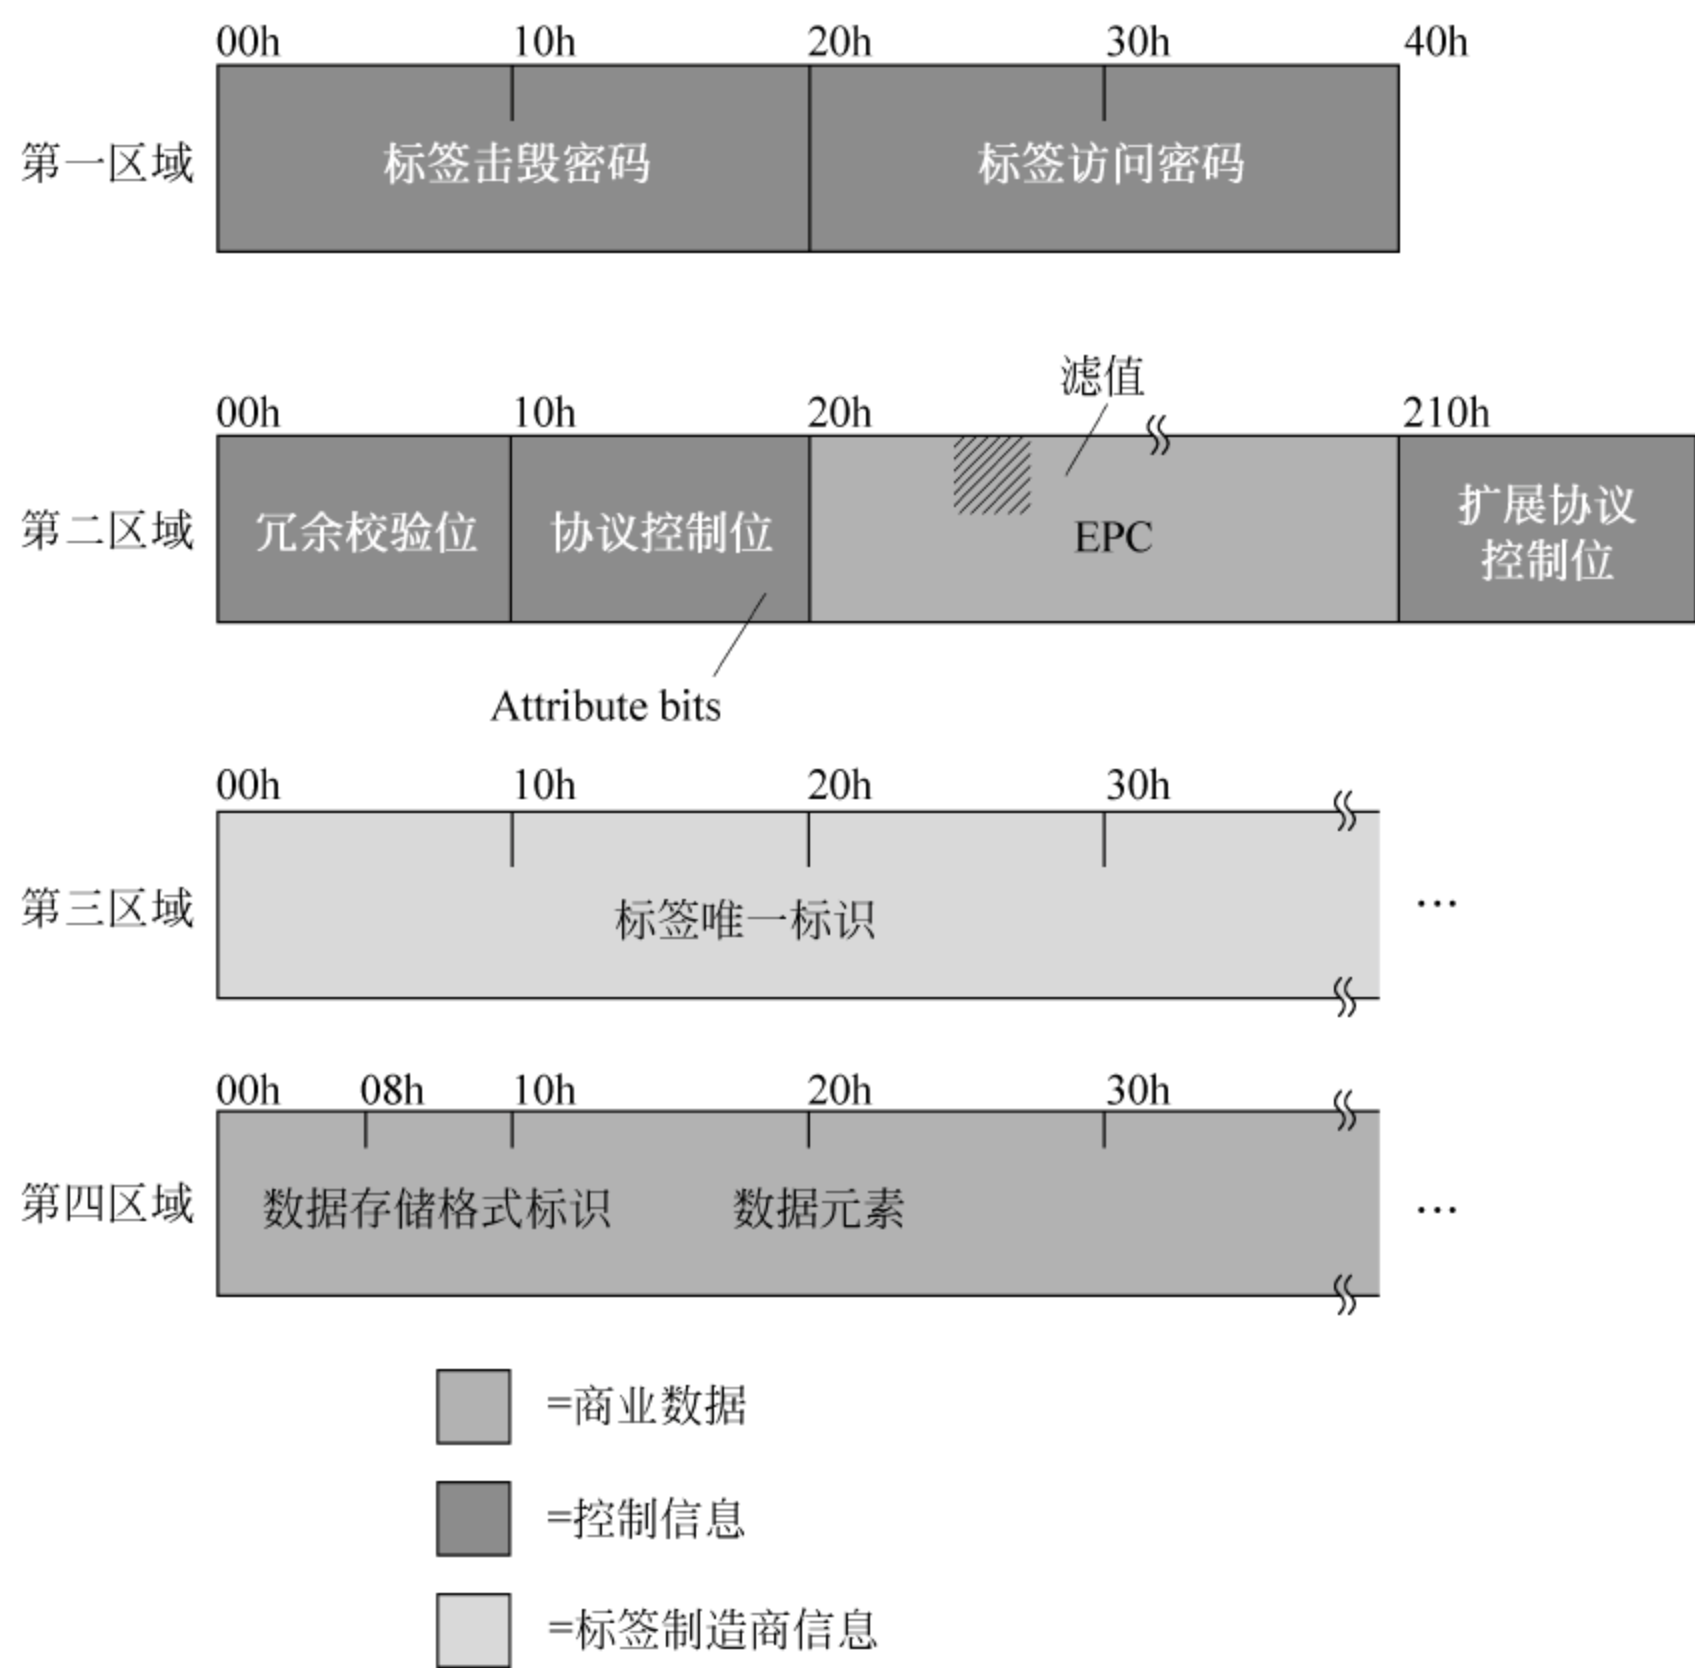 00h 10h 20h 30h 40h
第一区域 标签击毁密码 标签访问密码
滤值
00h 10h 20h 210h
第二区域 冗余校验位 协议控制位 EPC 扩展协议
控制位
Attribute bits
00h 10h 20h 30h
第三区域 标签唯一标识 …
00h 08h 10h 20h 30h
第四区域 数据存储格式标识 数据元素 …
=商业数据
=控制信息
=标签制造商信息